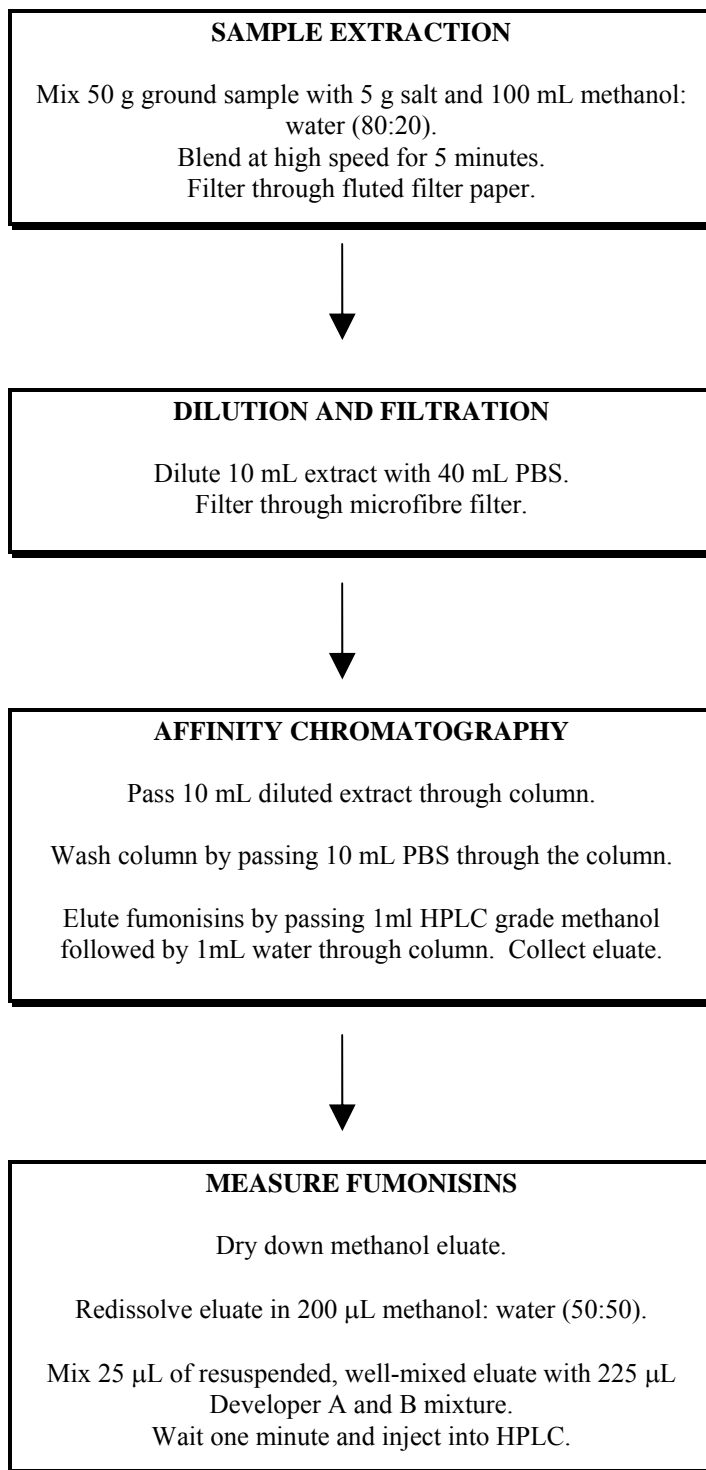 SAMPLE EXTRACTION
Mix 50 g ground sample with 5 g salt and 100 mL methanol:
water (80:20).
Blend at high speed for 5 minutes.
Filter through fluted filter paper.
DILUTION AND FILTRATION
Dilute 10 mL extract with 40 mL PBS.
Filter through microfibre filter.
AFFINITY CHROMATOGRAPHY
Pass 10 mL diluted extract through column.
Wash column by passing 10 mL PBS through the column.
Elute fumonisins by passing 1ml HPLC grade methanol
followed by 1mL water through column.  Collect eluate.
MEASURE FUMONISINS
Dry down methanol eluate.
Redissolve eluate in 200 μL methanol: water (50:50).
Mix 25 μL of resuspended, well-mixed eluate with 225 μL
Developer A and B mixture.
Wait one minute and inject into HPLC.